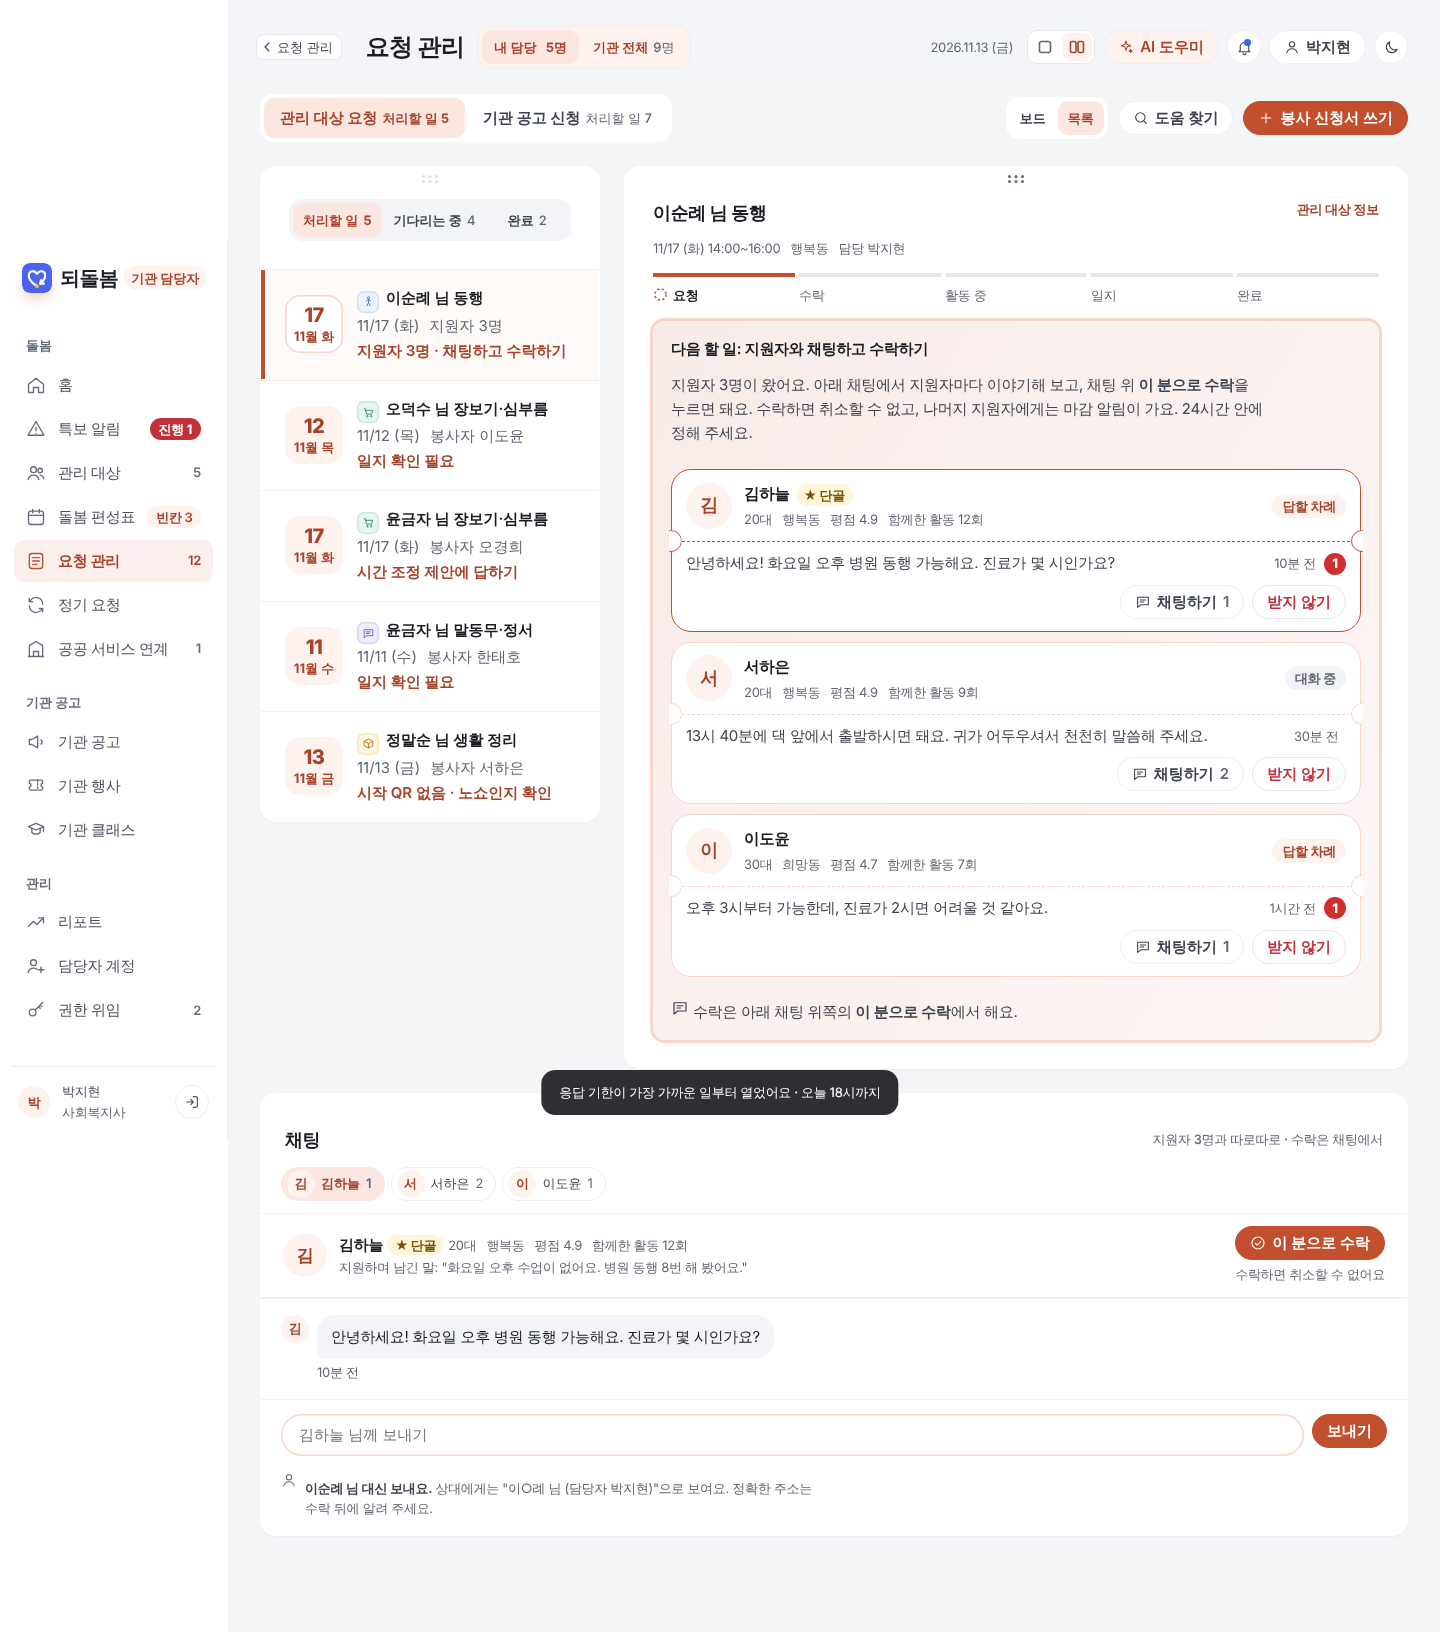 요청 관리
요청 관리
내 담당 5명
기관 전체 9명
2026.11.13 (금)
AI 도우미
박지현
되돌봄 기관 담당자
돌봄
홈
특보 알림 진행 1
관리 대상 5
돌봄 편성표 빈칸 3
요청 관리 12
정기 요청
공공 서비스 연계 1
기관 공고
기관 공고
기관 행사
기관 클래스
관리
리포트
담당자 계정
권한 위임 2
박 박지현
사회복지사
관리 대상 요청 처리할 일 5
기관 공고 신청 처리할 일 7
보드
목록
도움 찾기
봉사 신청서 쓰기
처리할 일 5
기다리는 중 4
완료 2
17
11월 화
이순례 님 동행
11/17 (화) 지원자 3명
지원자 3명 · 채팅하고 수락하기
12
11월 목
오덕수 님 장보기·심부름
11/12 (목) 봉사자 이도윤
일지 확인 필요
17
11월 화
윤금자 님 장보기·심부름
11/17 (화) 봉사자 오경희
시간 조정 제안에 답하기
11
11월 수
윤금자 님 말동무·정서
11/11 (수) 봉사자 한태호
일지 확인 필요
13
11월 금
정말순 님 생활 정리
11/13 (금) 봉사자 서하은
시작 QR 없음 · 노쇼인지 확인
이순례 님 동행
관리 대상 정보
11/17 (화) 14:00~16:00 행복동 담당 박지현
요청
수락
활동 중
일지
완료
다음 할 일: 지원자와 채팅하고 수락하기
지원자 3명이 왔어요. 아래 채팅에서 지원자마다 이야기해 보고, 채팅 위 이 분으로 수락을
누르면 돼요. 수락하면 취소할 수 없고, 나머지 지원자에게는 마감 알림이 가요. 24시간 안에
정해 주세요.
김
김하늘 ★ 단골
20대 행복동 평점 4.9 함께한 활동 12회
답할 차례
안녕하세요! 화요일 오후 병원 동행 가능해요. 진료가 몇 시인가요?
10분 전 1
채팅하기 1
받지 않기
서
서하은
20대 행복동 평점 4.9 함께한 활동 9회
대화 중
13시 40분에 댁 앞에서 출발하시면 돼요. 귀가 어두우셔서 천천히 말씀해 주세요.
30분 전
채팅하기 2
받지 않기
이
이도윤
30대 희망동 평점 4.7 함께한 활동 7회
답할 차례
오후 3시부터 가능한데, 진료가 2시면 어려울 것 같아요.
1시간 전 1
채팅하기 1
받지 않기
수락은 아래 채팅 위쪽의 이 분으로 수락에서 해요.
응답 기한이 가장 가까운 일부터 열었어요 · 오늘 18시까지
채팅
지원자 3명과 따로따로 · 수락은 채팅에서
김 김하늘 1
서 서하은 2
이 이도윤 1
김
김하늘 ★ 단골 20대 행복동 평점 4.9 함께한 활동 12회
지원하며 남긴 말: "화요일 오후 수업이 없어요. 병원 동행 8번 해 봤어요."
이 분으로 수락
수락하면 취소할 수 없어요
김
안녕하세요! 화요일 오후 병원 동행 가능해요. 진료가 몇 시인가요?
10분 전
김하늘 님께 보내기
보내기
이순례 님 대신 보내요. 상대에게는 "이○례 님 (담당자 박지현)"으로 보여요. 정확한 주소는
수락 뒤에 알려 주세요.